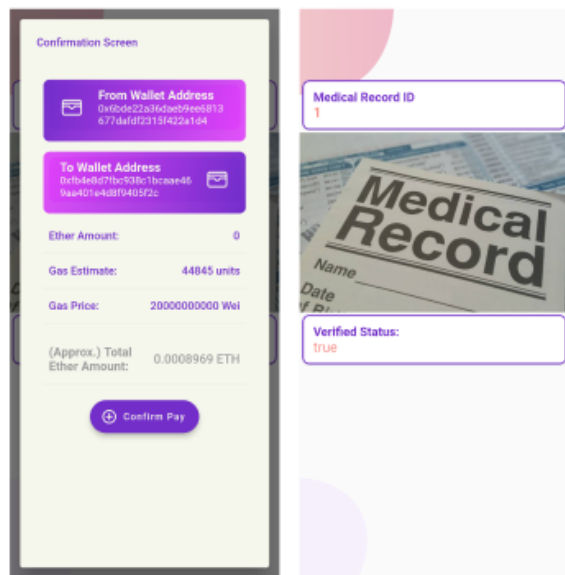 Confirmation Screen
From Wallet Address
0x6bde22a36daeb9ee6813
677dafdf2315f422a1d4
To Wallet Address
0xfb4e8d7fbc938c1bcaae46
9aa401e4d8f9405f2c
Ether Amount: 0
Gas Estimate: 44845 units
Gas Price: 20000000000 Wei
(Approx.) Total
Ether Amount: 0.0008969 ETH
Confirm Pay
Medical Record ID
1
Medical
Record
Name
Date
Verified Status:
true